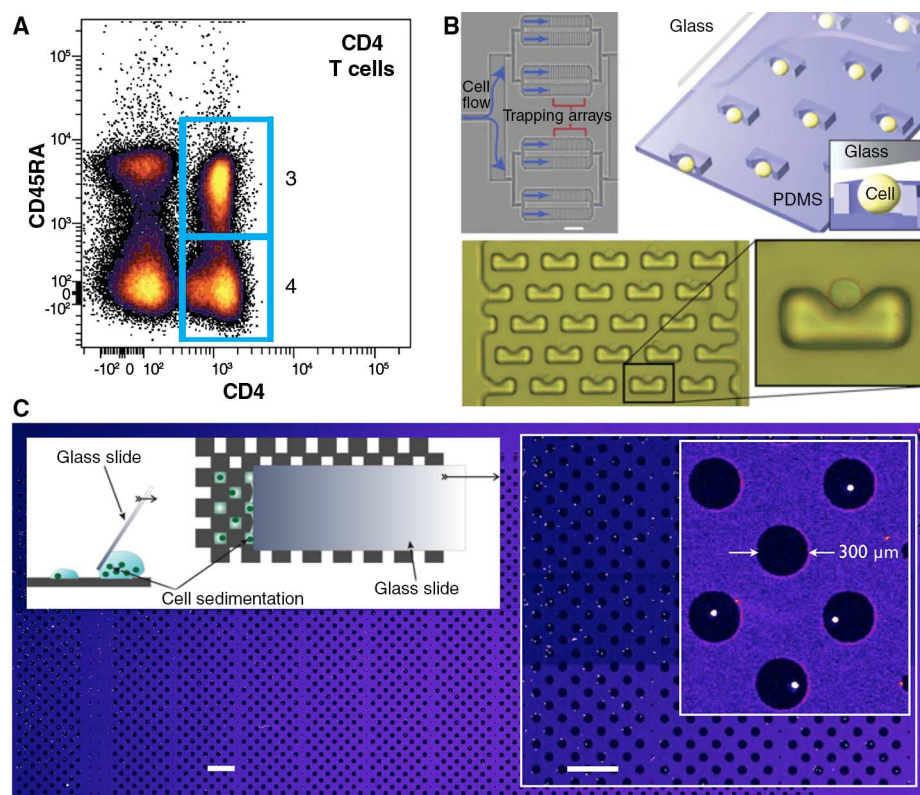 A
CD4
T cells
10⁵
10⁴
10³
10²
0
-10²
CD45RA
3
4
-10² 0 10² 10³ 10⁴ 10⁵
CD4
B
Cell
flow
Trapping arrays
Glass
PDMS
Glass
Cell
C
Glass slide
Cell sedimentation
Glass slide
300 µm